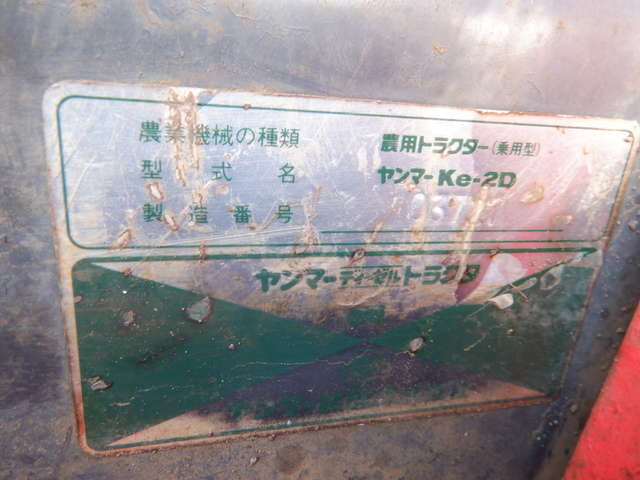 農業機械の種類 農用トラクター(乗用型)
型式名 ヤンマー Ke-2D
製造番号
ヤンマーディーゼルトラクタ